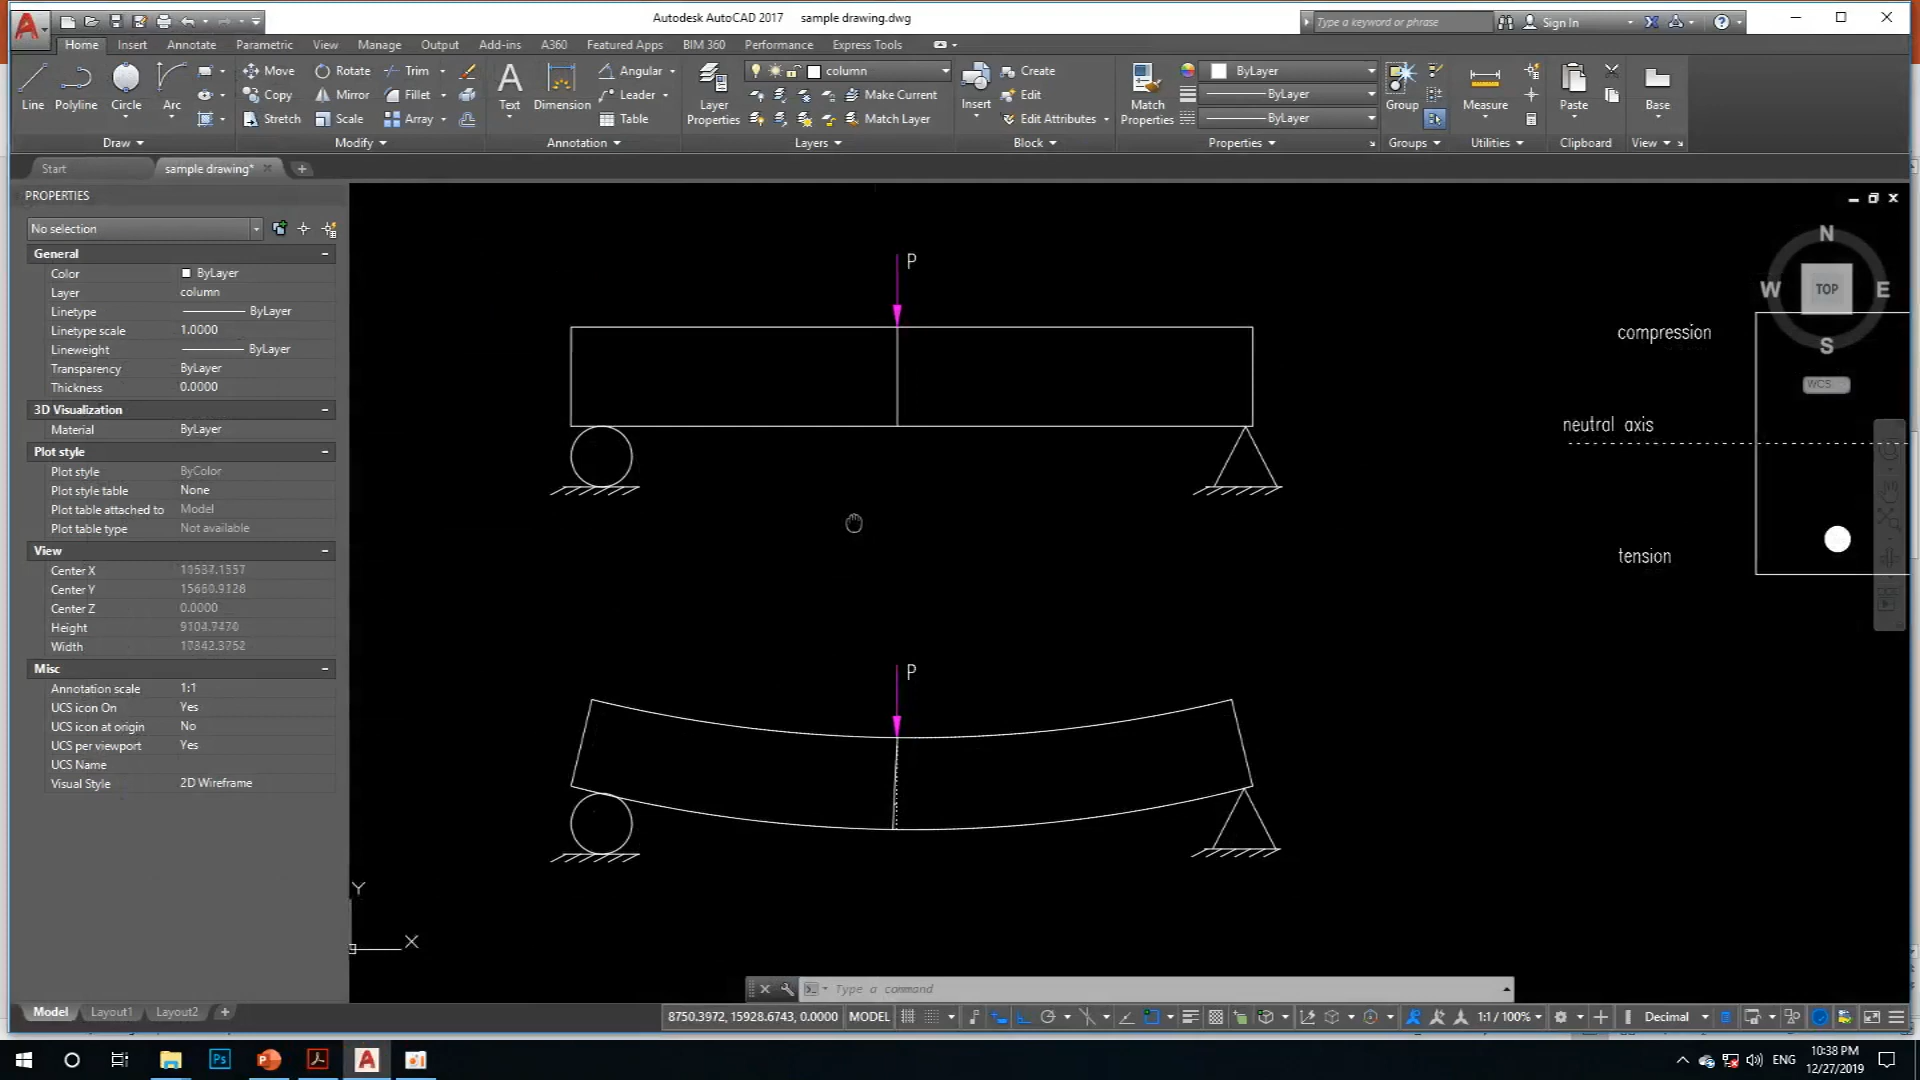 Autodesk AutoCAD 2017 sample drawing.dwg
Type a keyword or phrase
Sign In
Home Insert Annotate Parametric View Manage Output Add-ins A360 Featured Apps BIM 360 Performance Express Tools
Line Polyline Circle Arc
Move Rotate Trim
Copy Mirror Fillet
Stretch Scale Array
Text Dimension
Angular
Leader
Table
Layer Properties
column
Make Current
Match Layer
Insert
Create
Edit
Edit Attributes
Match Properties
ByLayer
ByLayer
ByLayer
Group
Measure
Paste
Base
Draw Modify Annotation Layers Block Properties Groups Utilities Clipboard View
Start sample drawing*
PROPERTIES
No selection
General
Color ByLayer
Layer column
Linetype ByLayer
Linetype scale 1.0000
Lineweight ByLayer
Transparency ByLayer
Thickness 0.0000
3D Visualization
Material ByLayer
Plot style
Plot style ByColor
Plot style table None
Plot table attached to Model
Plot table type Not available
View
Center X
Center Y
Center Z 0.0000
Height
Width
Misc
Annotation scale 1:1
UCS icon On Yes
UCS icon at origin No
UCS per viewport Yes
UCS Name
Visual Style 2D Wireframe
P
P
compression
neutral axis
tension
N
W TOP E
S
WCS
Y
X
Type a command
Model Layout1 Layout2
8750.3972, 15928.6743, 0.0000 MODEL
1:1 / 100%
Decimal
ENG
10:38 PM
12/27/2019